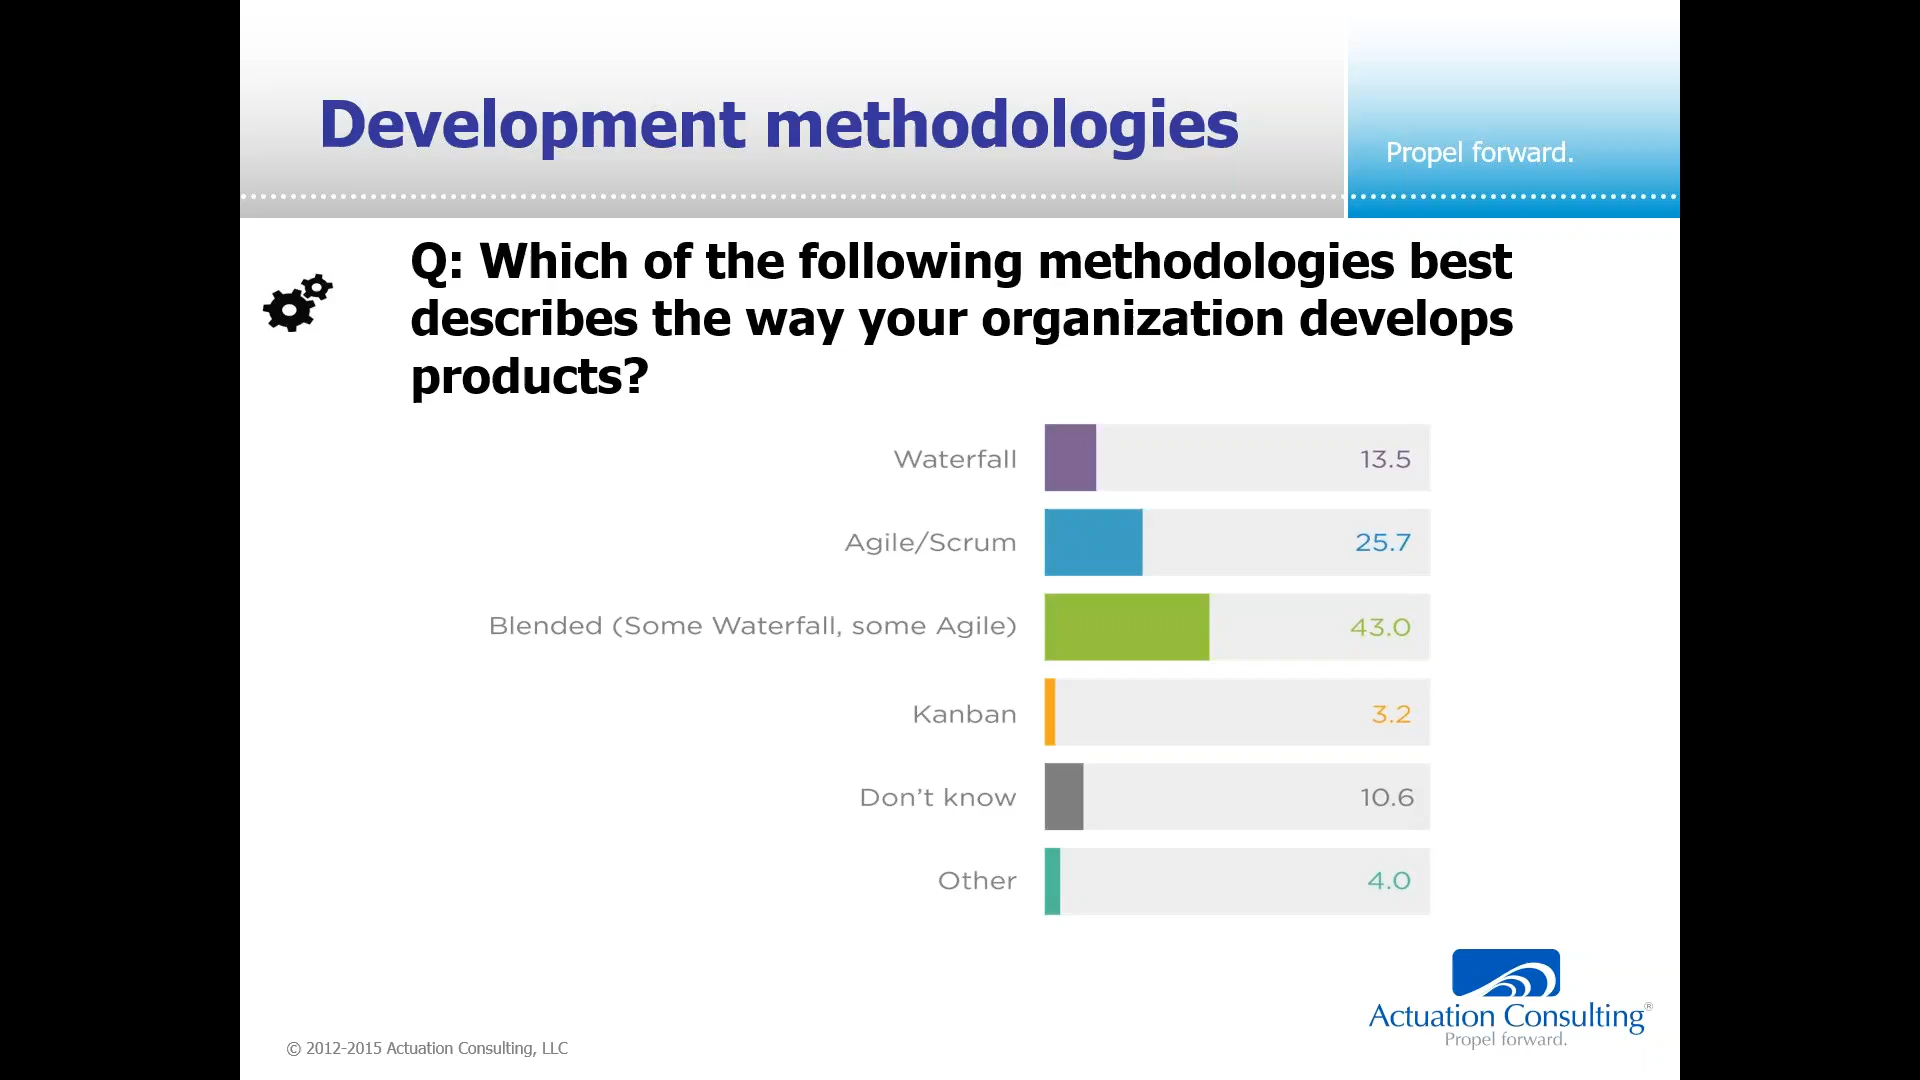 Development methodologies
Propel forward.
Q: Which of the following methodologies best
describes the way your organization develops
products?
Waterfall 13.5
Agile/Scrum 25.7
Blended (Some Waterfall, some Agile) 43.0
Kanban 3.2
Don’t know 10.6
Other 4.0
Actuation Consulting®
Propel forward.
© 2012-2015 Actuation Consulting, LLC